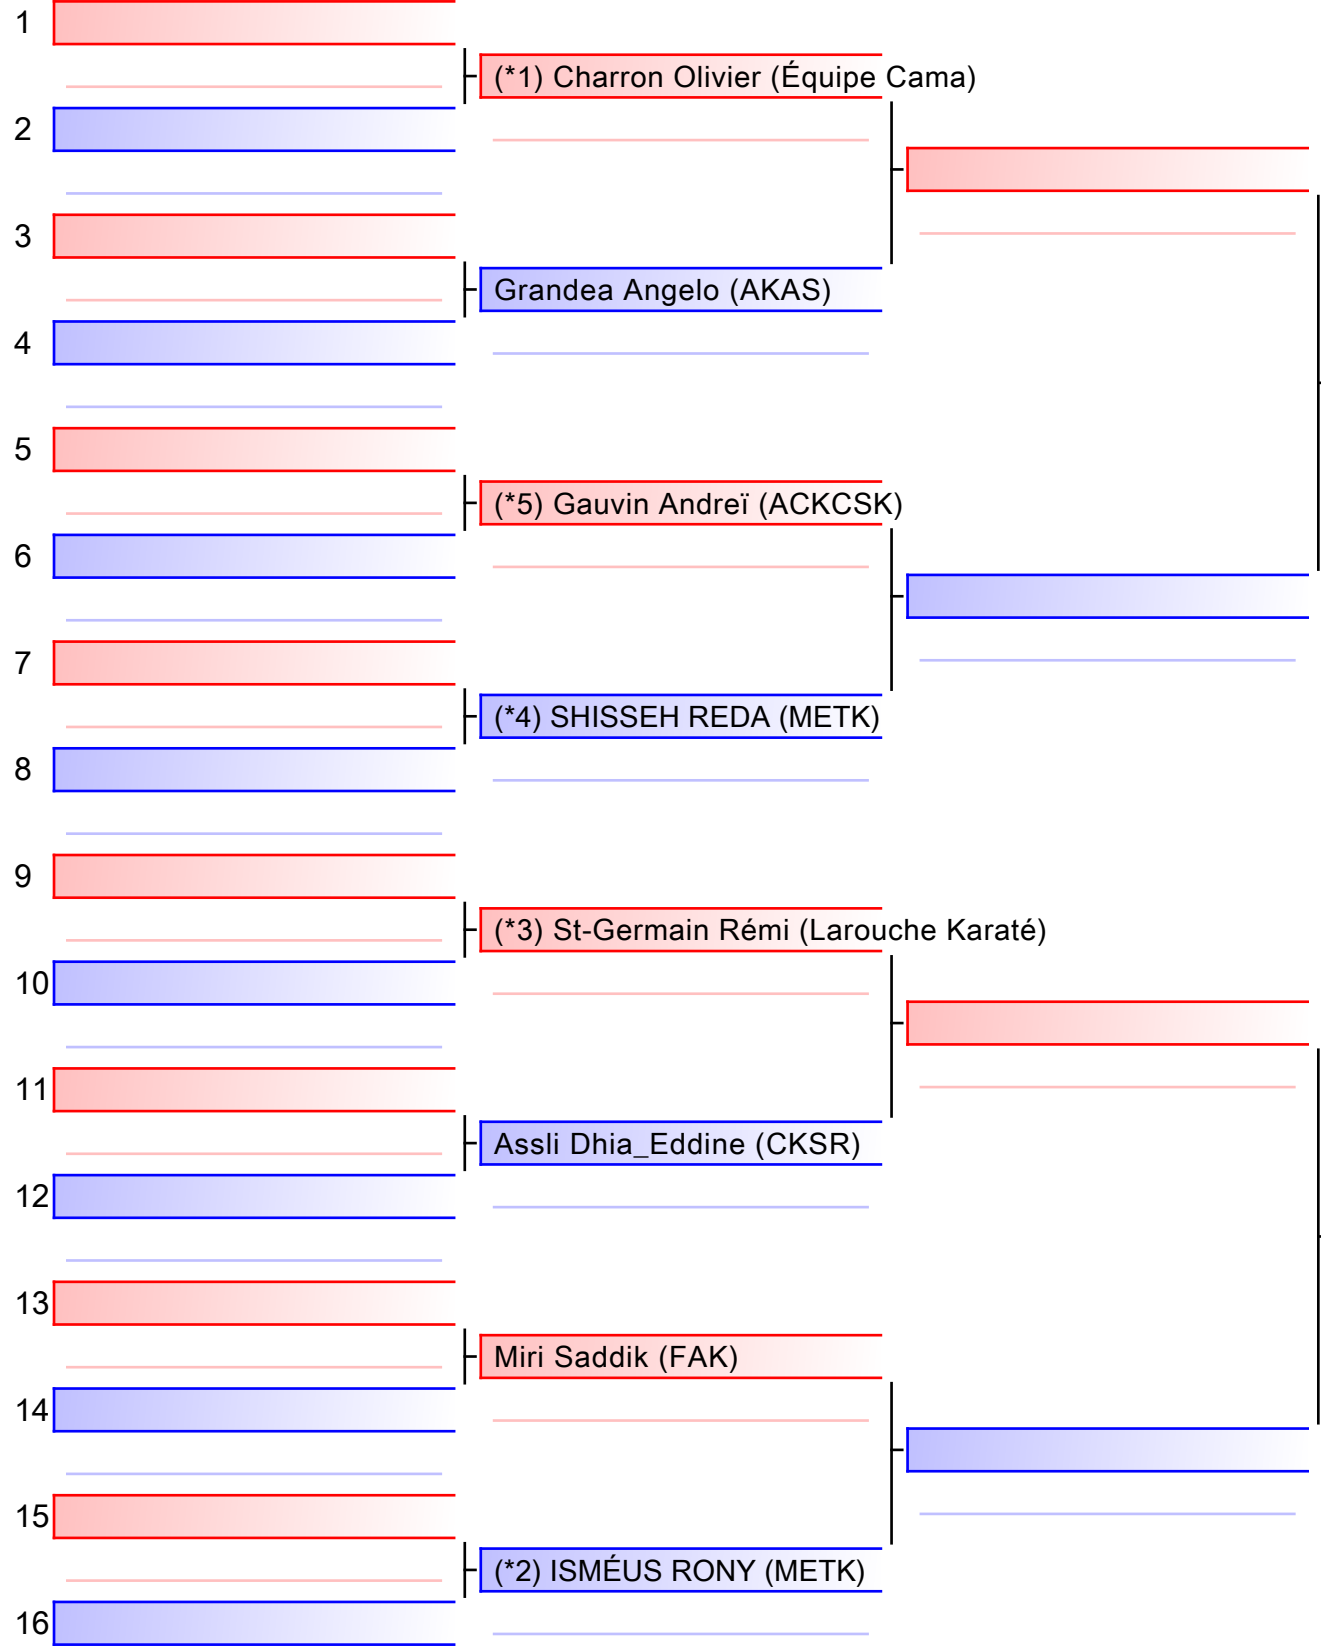 1
(*1) Charron Olivier (Équipe Cama)
2
3
Grandea Angelo (AKAS)
4
5
(*5) Gauvin Andreï (ACKCSK)
6
7
(*4) SHISSEH REDA (METK)
8
9
(*3) St-Germain Rémi (Larouche Karaté)
10
11
Assli Dhia_Eddine (CKSR)
12
13
Miri Saddik (FAK)
14
15
(*2) ISMÉUS RONY (METK)
16